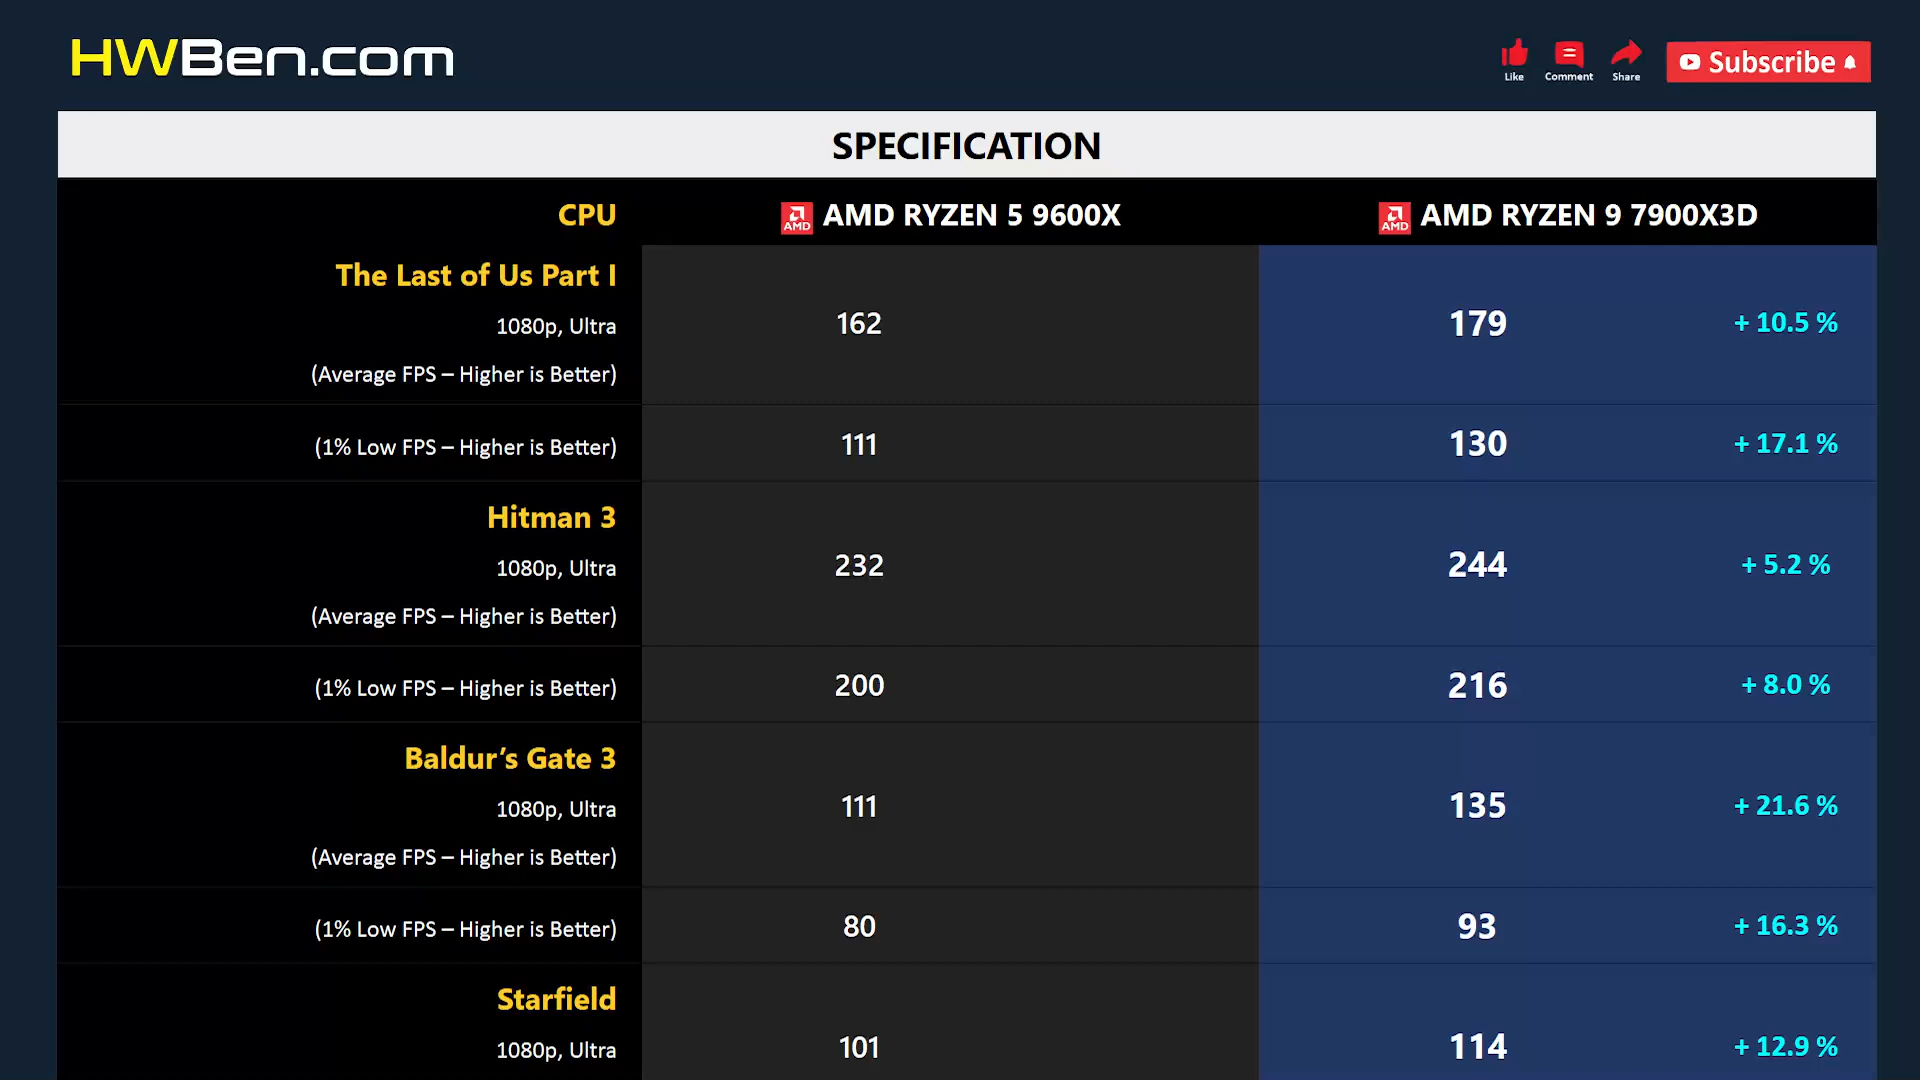 HWBen.com
Like
Comment
Share
Subscribe
SPECIFICATION
CPU
AMD
AMD RYZEN 5 9600X
AMD
AMD RYZEN 9 7900X3D
The Last of Us Part I
1080p, Ultra
(Average FPS – Higher is Better)
162
179
+ 10.5 %
(1% Low FPS – Higher is Better)
111
130
+ 17.1 %
Hitman 3
1080p, Ultra
(Average FPS – Higher is Better)
232
244
+ 5.2 %
(1% Low FPS – Higher is Better)
200
216
+ 8.0 %
Baldur’s Gate 3
1080p, Ultra
(Average FPS – Higher is Better)
111
135
+ 21.6 %
(1% Low FPS – Higher is Better)
80
93
+ 16.3 %
Starfield
1080p, Ultra
101
114
+ 12.9 %